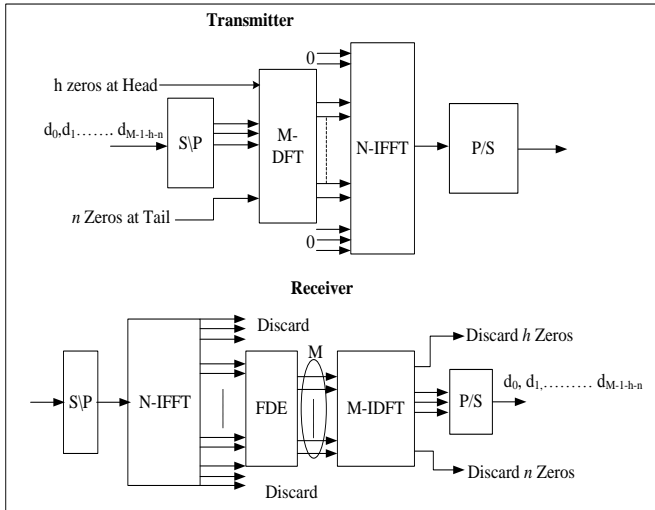 Transmitter
0
h zeros at Head
d0,d1……. dM-1-h-n
S\P
M-
DFT
N-IFFT
P/S
n Zeros at Tail
0
Receiver
Discard
M
Discard h Zeros
S\P
N-IFFT
FDE
M-IDFT
P/S
d0, d1,……… dM-1-h-n
Discard n Zeros
Discard